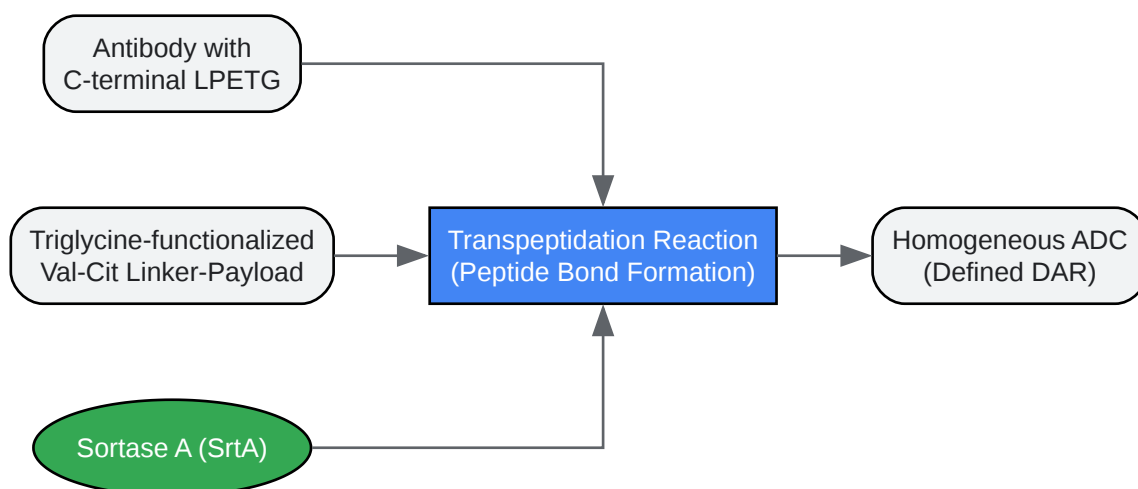 Antibody with
C-terminal LPETG
Triglycine-functionalized
Val-Cit Linker-Payload
Transpeptidation Reaction
(Peptide Bond Formation)
Homogeneous ADC
(Defined DAR)
Sortase A (SrtA)